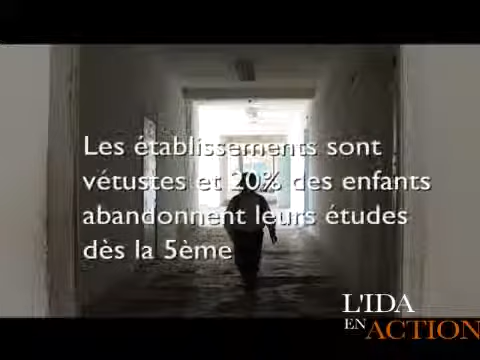 Les établissements sont
vétustes et 20% des enfants
abandonnent leurs études
dès la 5ème
L'IDA
EN ACTION